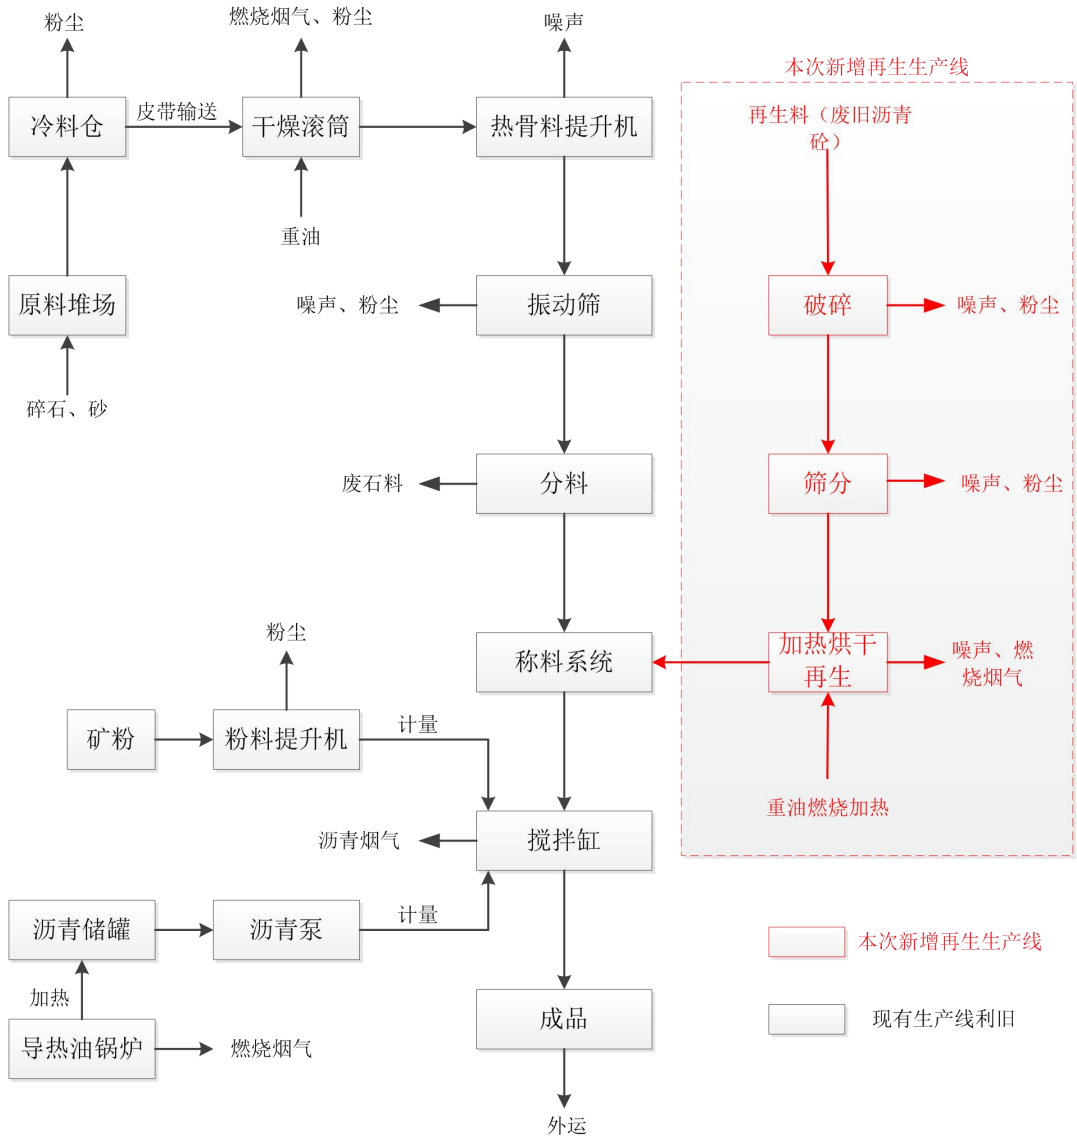 粉尘
燃烧烟气、粉尘
噪声
本次新增再生生产线
冷料仓
皮带输送
干燥滚筒
热骨料提升机
再生料（废旧沥青
砼）
重油
原料堆场
噪声、粉尘
振动筛
破碎
噪声、粉尘
碎石、砂
废石料
分料
筛分
噪声、粉尘
粉尘
称料系统
加热烘干
再生
噪声、燃
烧烟气
矿粉
粉料提升机
计量
重油燃烧加热
沥青烟气
搅拌缸
沥青储罐
沥青泵
计量
本次新增再生生产线
加热
成品
现有生产线利旧
导热油锅炉
燃烧烟气
外运